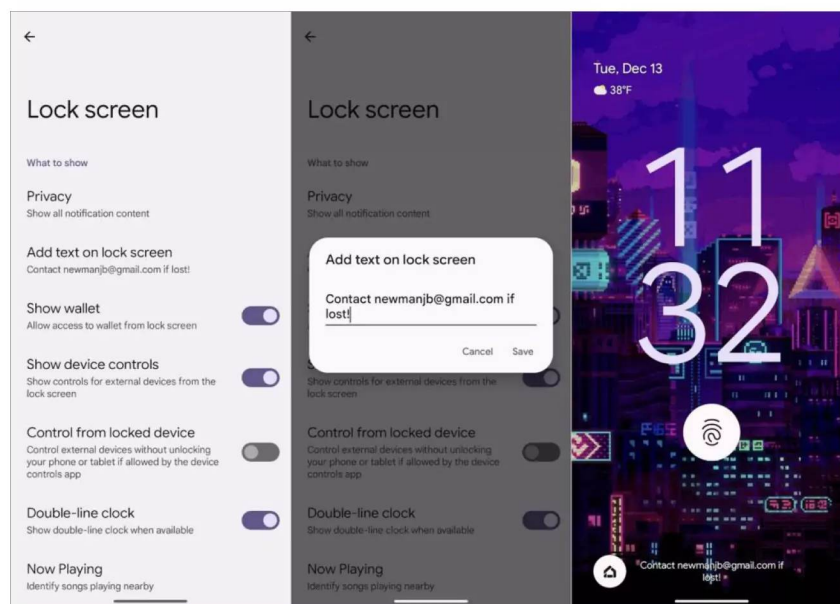 Lock screen
What to show
Privacy
Show all notification content
Add text on lock screen
Contact newmanjb@gmail.com if lost!
Show wallet
Allow access to wallet from lock screen
Show device controls
Show controls for external devices from the
lock screen
Control from locked device
Control external devices without unlocking
your phone or tablet if allowed by the device
controls app
Double-line clock
Show double-line clock when available
Now Playing
Identify songs playing nearby
Lock screen
What to show
Privacy
Show all notification content
Add text on lock screen
Contact newmanjb@gmail.com if
lost!
Cancel Save
Show controls for external devices from the
lock screen
Control from locked device
Control external devices without unlocking
your phone or tablet if allowed by the device
controls app
Double-line clock
Show double-line clock when available
Now Playing
Identify songs playing nearby
Tue, Dec 13
38°F
11
32
Contact newmanjb@gmail.com if
lost!